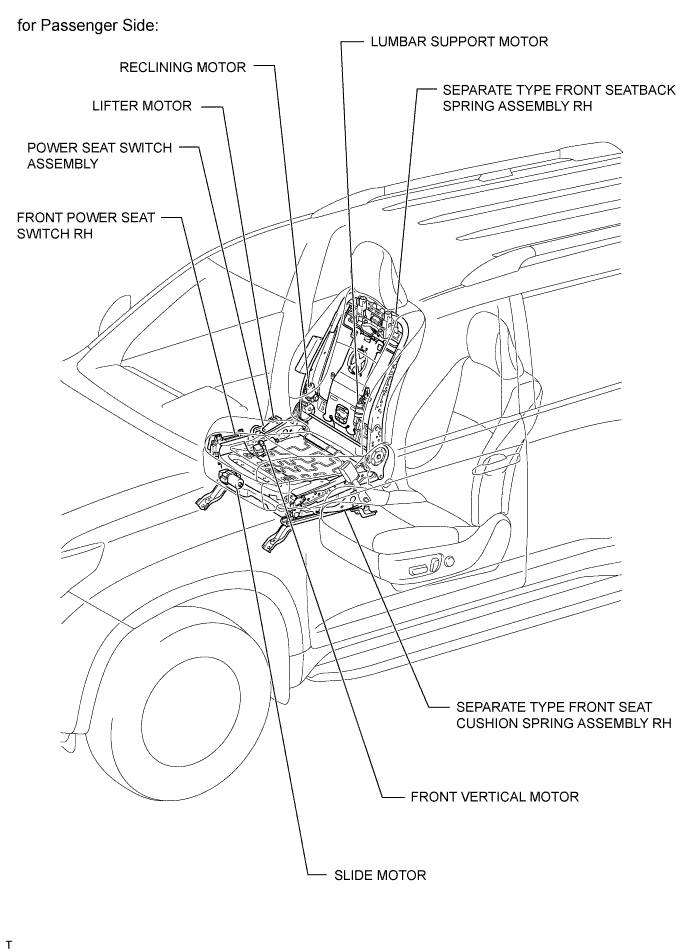 for Passenger Side:
LUMBAR SUPPORT MOTOR
RECLINING MOTOR
SEPARATE TYPE FRONT SEATBACK
SPRING ASSEMBLY RH
LIFTER MOTOR
POWER SEAT SWITCH
ASSEMBLY
FRONT POWER SEAT
SWITCH RH
SEPARATE TYPE FRONT SEAT
CUSHION SPRING ASSEMBLY RH
FRONT VERTICAL MOTOR
SLIDE MOTOR
T